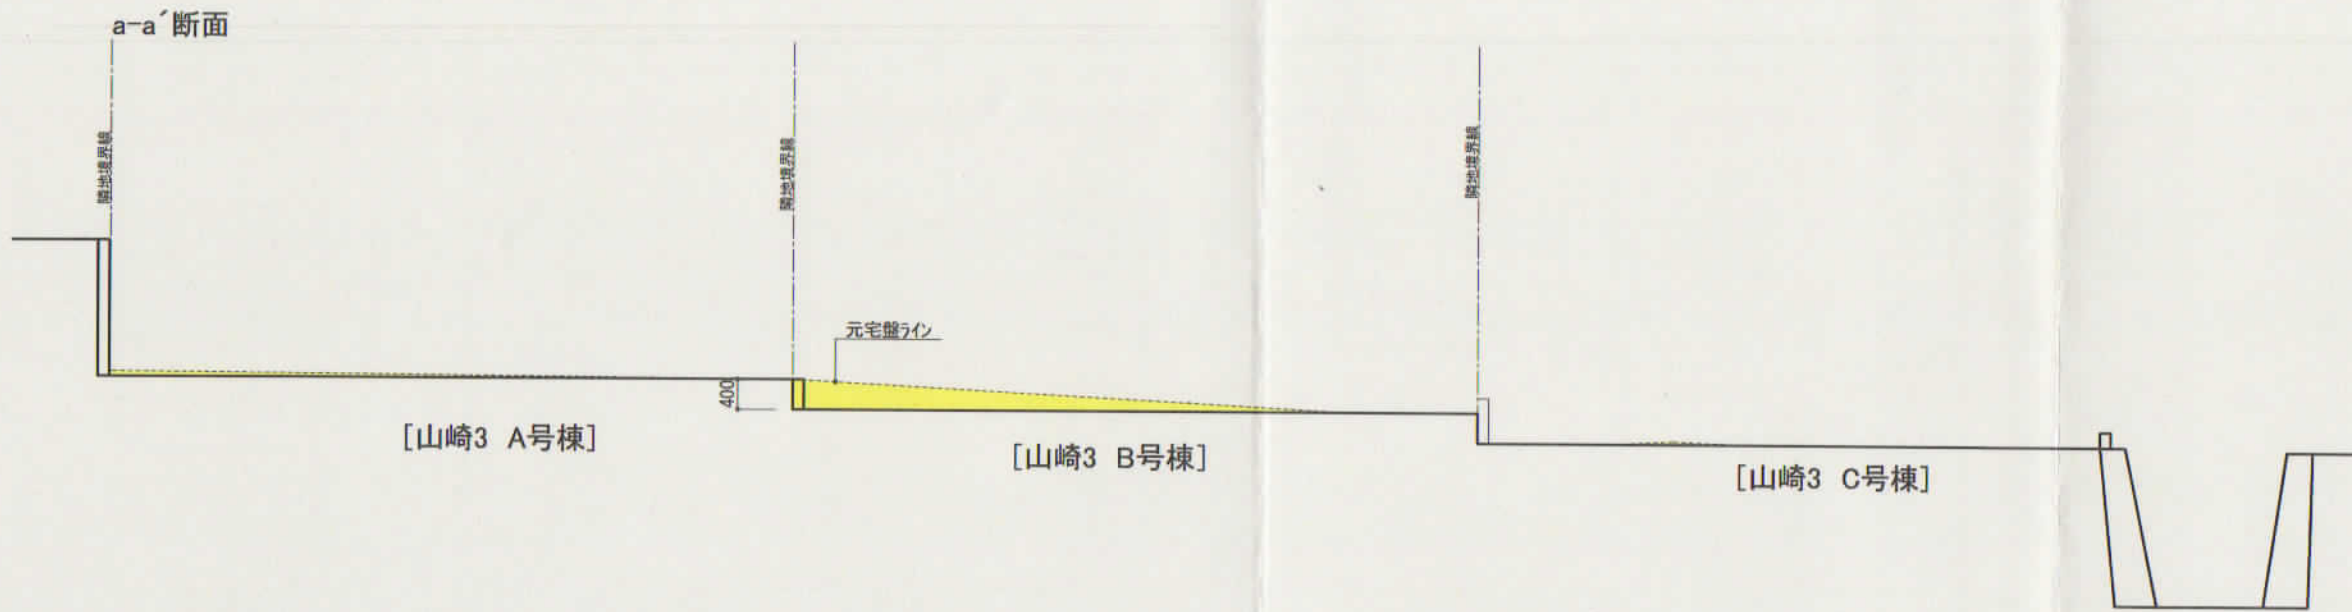 a-a´断面
隣地境界線
隣地境界線
隣地境界線
元宅盤ライン
400
[山崎3 A号棟]
[山崎3 B号棟]
[山崎3 C号棟]